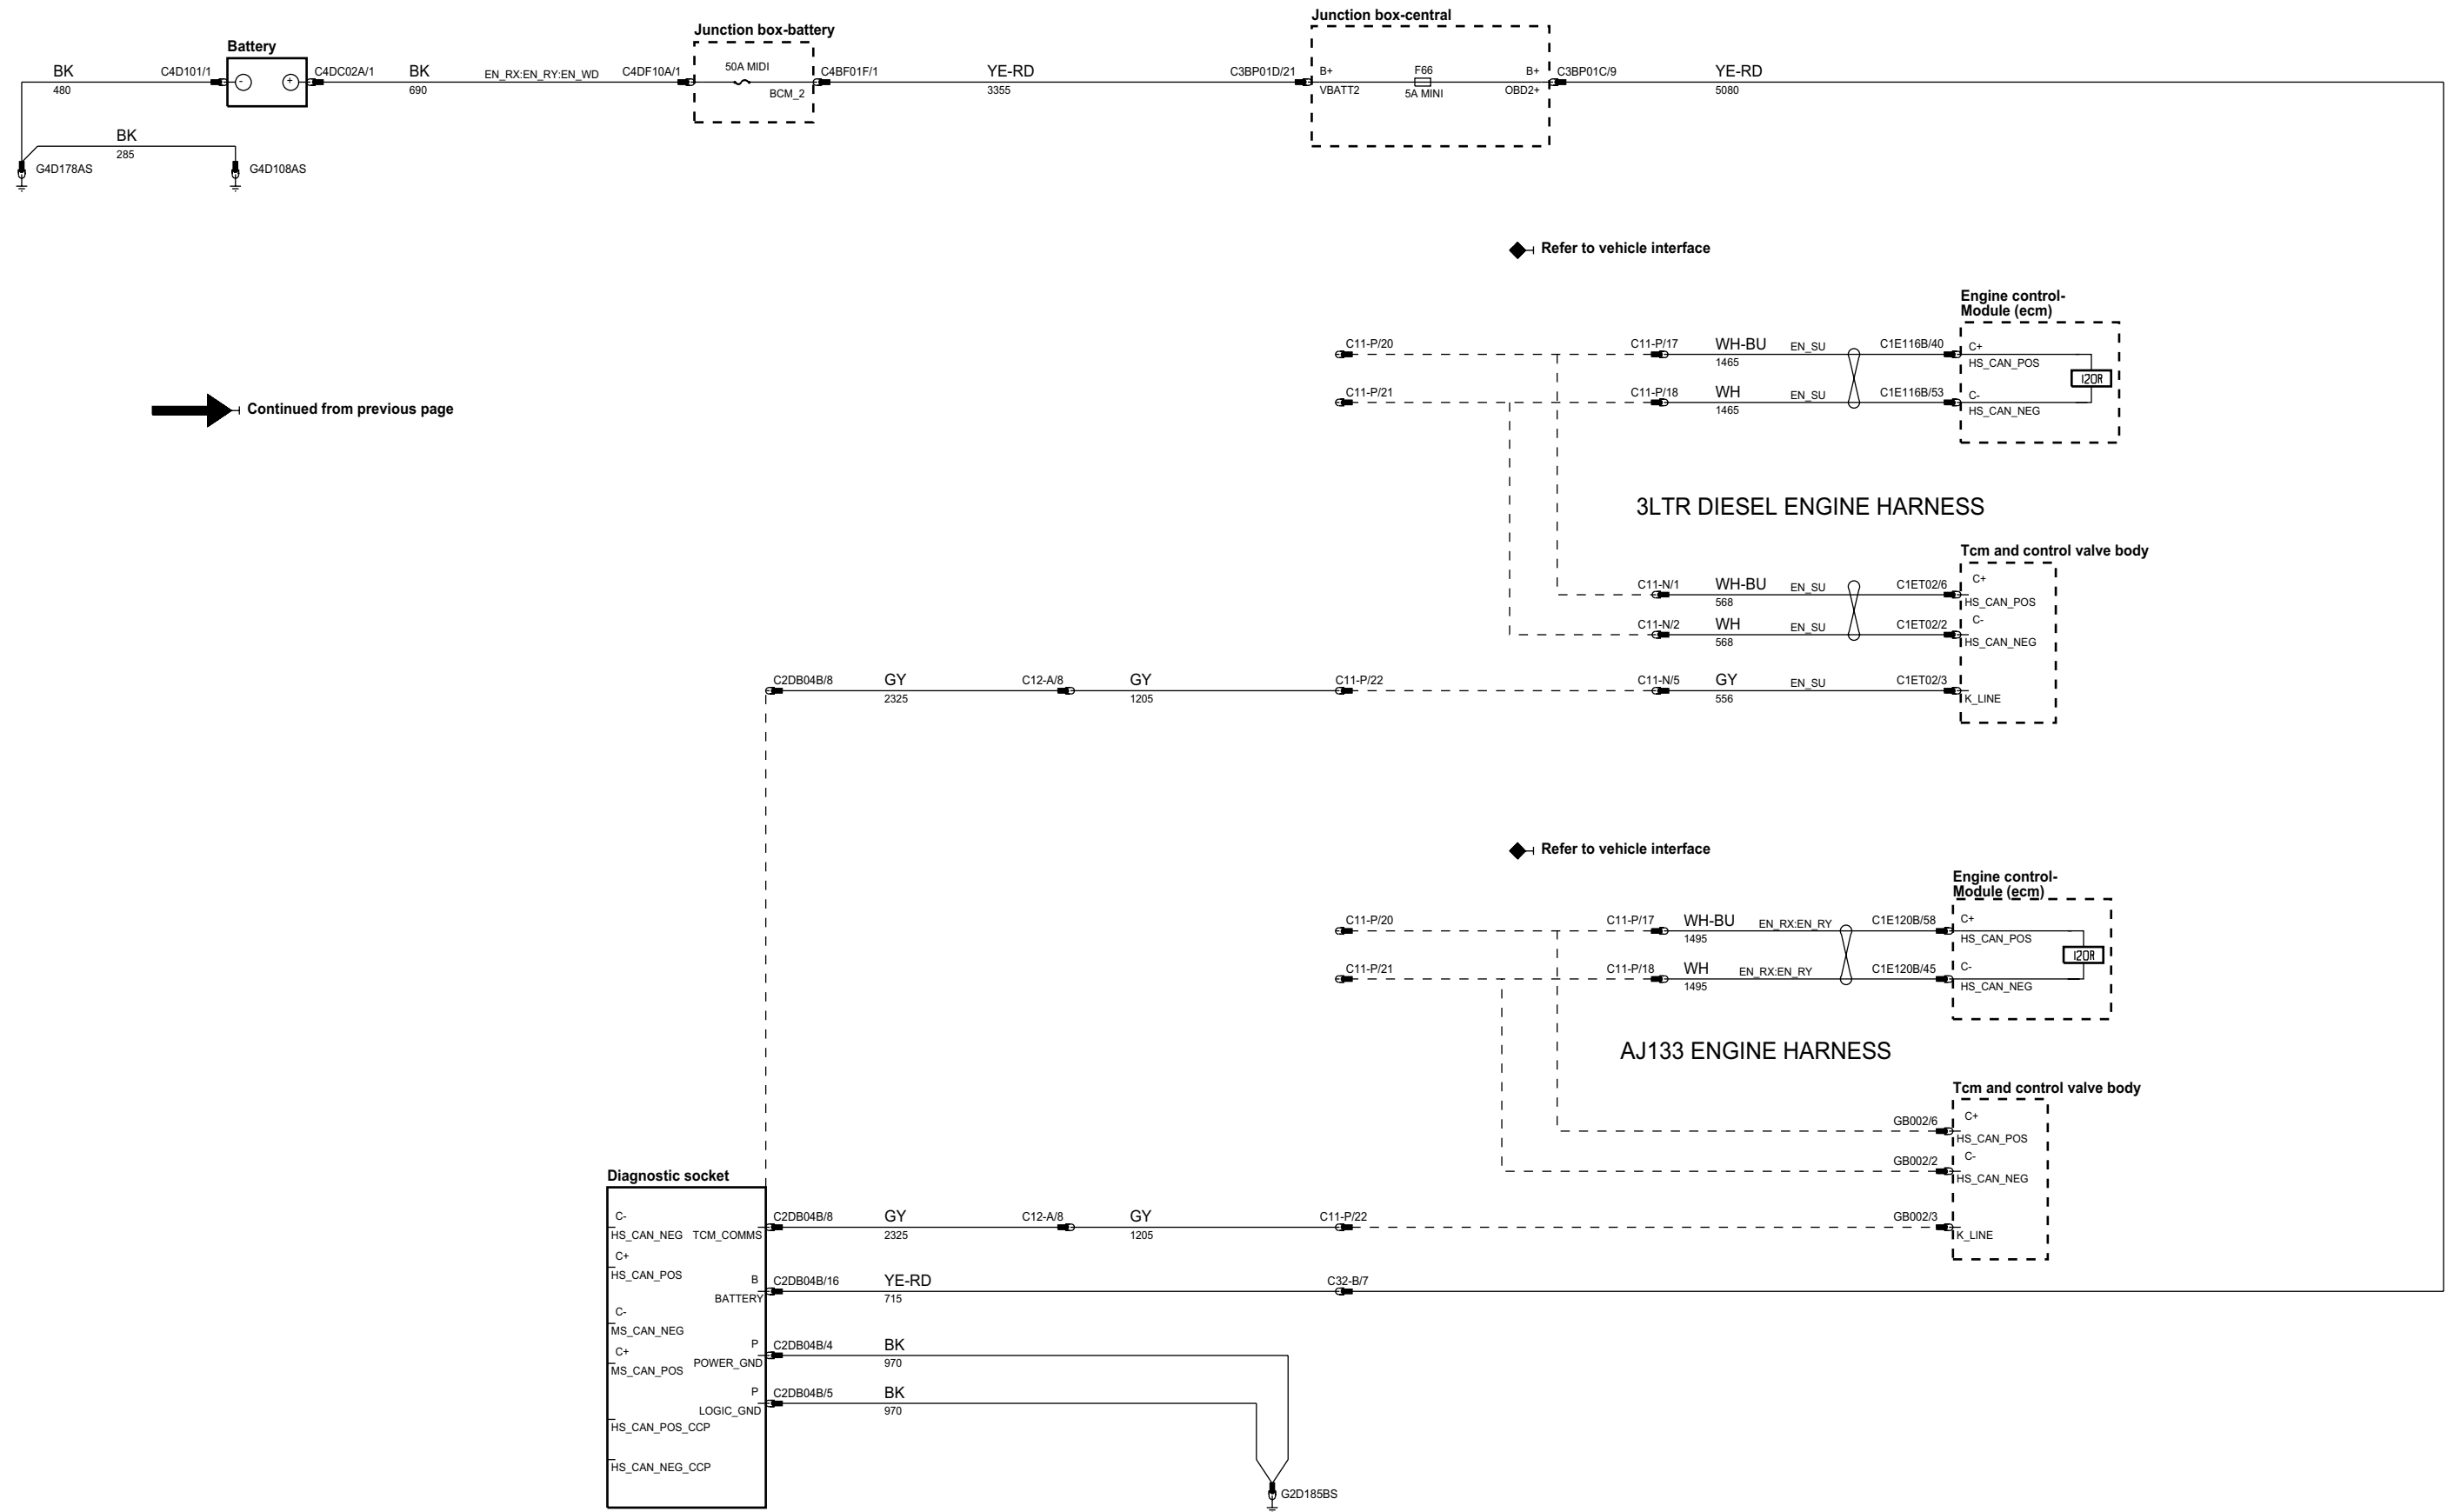 Junction box-central
Junction box-battery
Battery
BK
480
C4D101/1
-
+
C4DC02A/1
BK
690
EN_RX:EN_RY:EN_WD
C4DF10A/1
50A MIDI
BCM_2
C4BF01F/1
YE-RD
3355
C3BP01D/21
B+
VBATT2
F66
5A MINI
B+
OBD2+
C3BP01C/9
YE-RD
5080
BK
285
G4D178AS
G4D108AS
Refer to vehicle interface
Engine control-
Module (ecm)
C11-P/20
C11-P/17
WH-BU
1465
EN_SU
C1E116B/40
C+
HS_CAN_POS
120R
C11-P/21
C11-P/18
WH
1465
EN_SU
C1E116B/53
C-
HS_CAN_NEG
Continued from previous page
3LTR DIESEL ENGINE HARNESS
Tcm and control valve body
C11-N/1
WH-BU
568
EN_SU
C1ET02/6
C+
HS_CAN_POS
C11-N/2
WH
568
EN_SU
C1ET02/2
C-
HS_CAN_NEG
C2DB04B/8
GY
2325
C12-A/8
GY
1205
C11-P/22
C11-N/5
GY
556
EN_SU
C1ET02/3
K_LINE
Refer to vehicle interface
Engine control-
Module (ecm)
C11-P/20
C11-P/17
WH-BU
1495
EN_RX:EN_RY
C1E120B/58
C+
HS_CAN_POS
120R
C11-P/21
C11-P/18
WH
1495
EN_RX:EN_RY
C1E120B/45
C-
HS_CAN_NEG
AJ133 ENGINE HARNESS
Tcm and control valve body
GB002/6
C+
HS_CAN_POS
GB002/2
C-
HS_CAN_NEG
Diagnostic socket
C-
HS_CAN_NEG
TCM_COMMS
C2DB04B/8
GY
2325
C12-A/8
GY
1205
C11-P/22
GB002/3
K_LINE
C+
HS_CAN_POS
B
BATTERY
C2DB04B/16
YE-RD
715
C32-B/7
C-
MS_CAN_NEG
C+
MS_CAN_POS
P
POWER_GND
C2DB04B/4
BK
970
P
LOGIC_GND
C2DB04B/5
BK
970
HS_CAN_POS_CCP
HS_CAN_NEG_CCP
G2D185BS